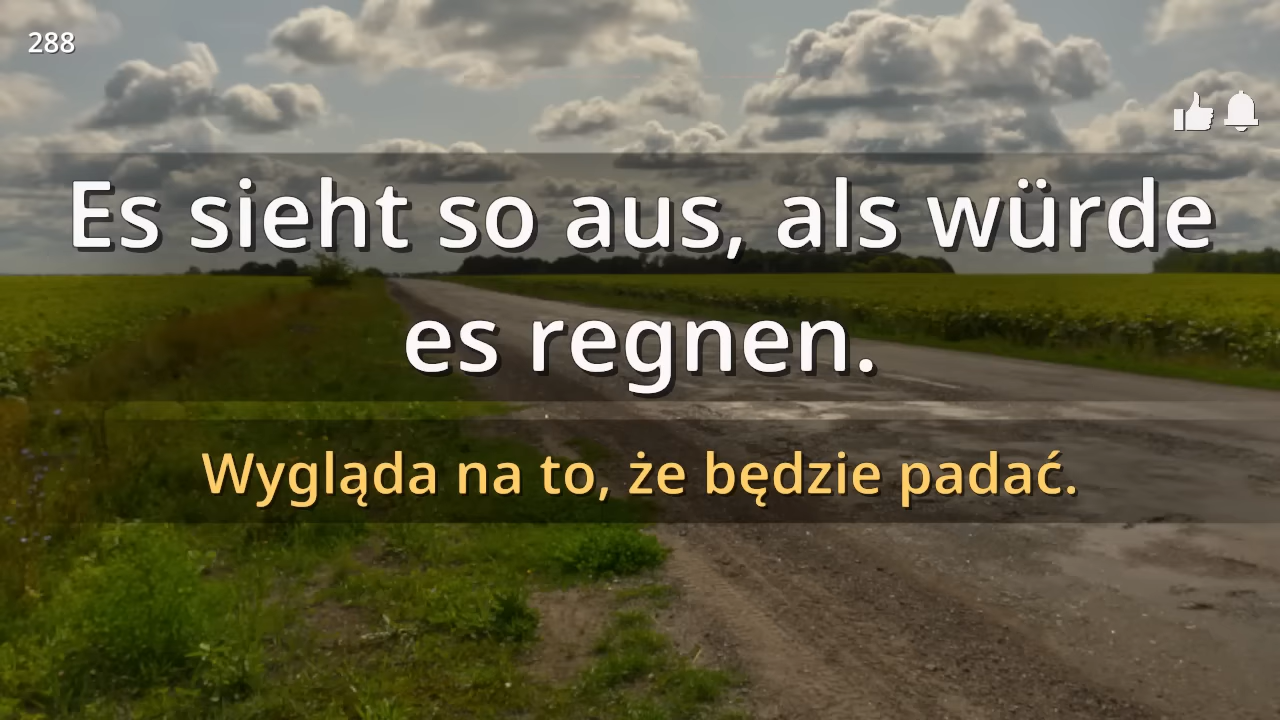 288
Es sieht so aus, als würde
es regnen.
Wygląda na to, że będzie padać.